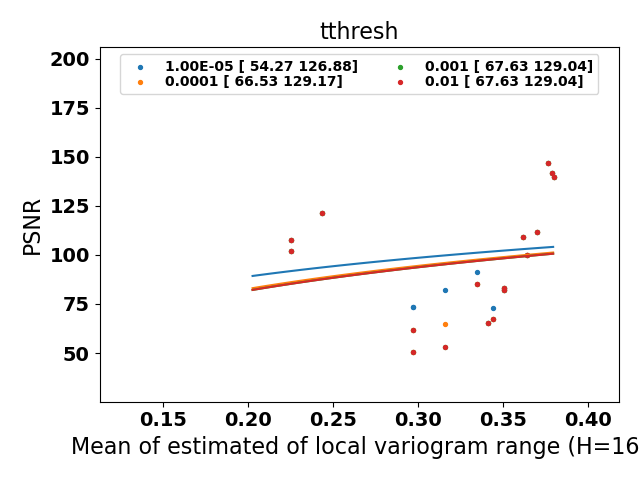 tthresh
1.00E-05 [ 54.27 126.88]
0.0001 [ 66.53 129.17]
0.001 [ 67.63 129.04]
0.01 [ 67.63 129.04]
PSNR
200
175
150
125
100
75
50
0.15 0.20 0.25 0.30 0.35 0.40
Mean of estimated of local variogram range (H=16